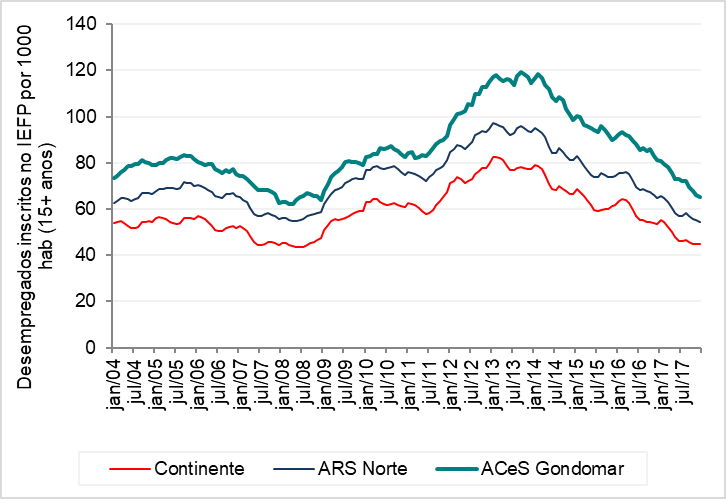 Desempregados inscritos no IEFP por 1000
hab (15+ anos)
140
120
100
80
60
40
20
0
jan/04
jul/04
jan/05
jul/05
jan/06
jul/06
jan/07
jul/07
jan/08
jul/08
jan/09
jul/09
jan/10
jul/10
jan/11
jul/11
jan/12
jul/12
jan/13
jul/13
jan/14
jul/14
jan/15
jul/15
jan/16
jul/16
jan/17
jul/17
Continente
ARS Norte
ACeS Gondomar